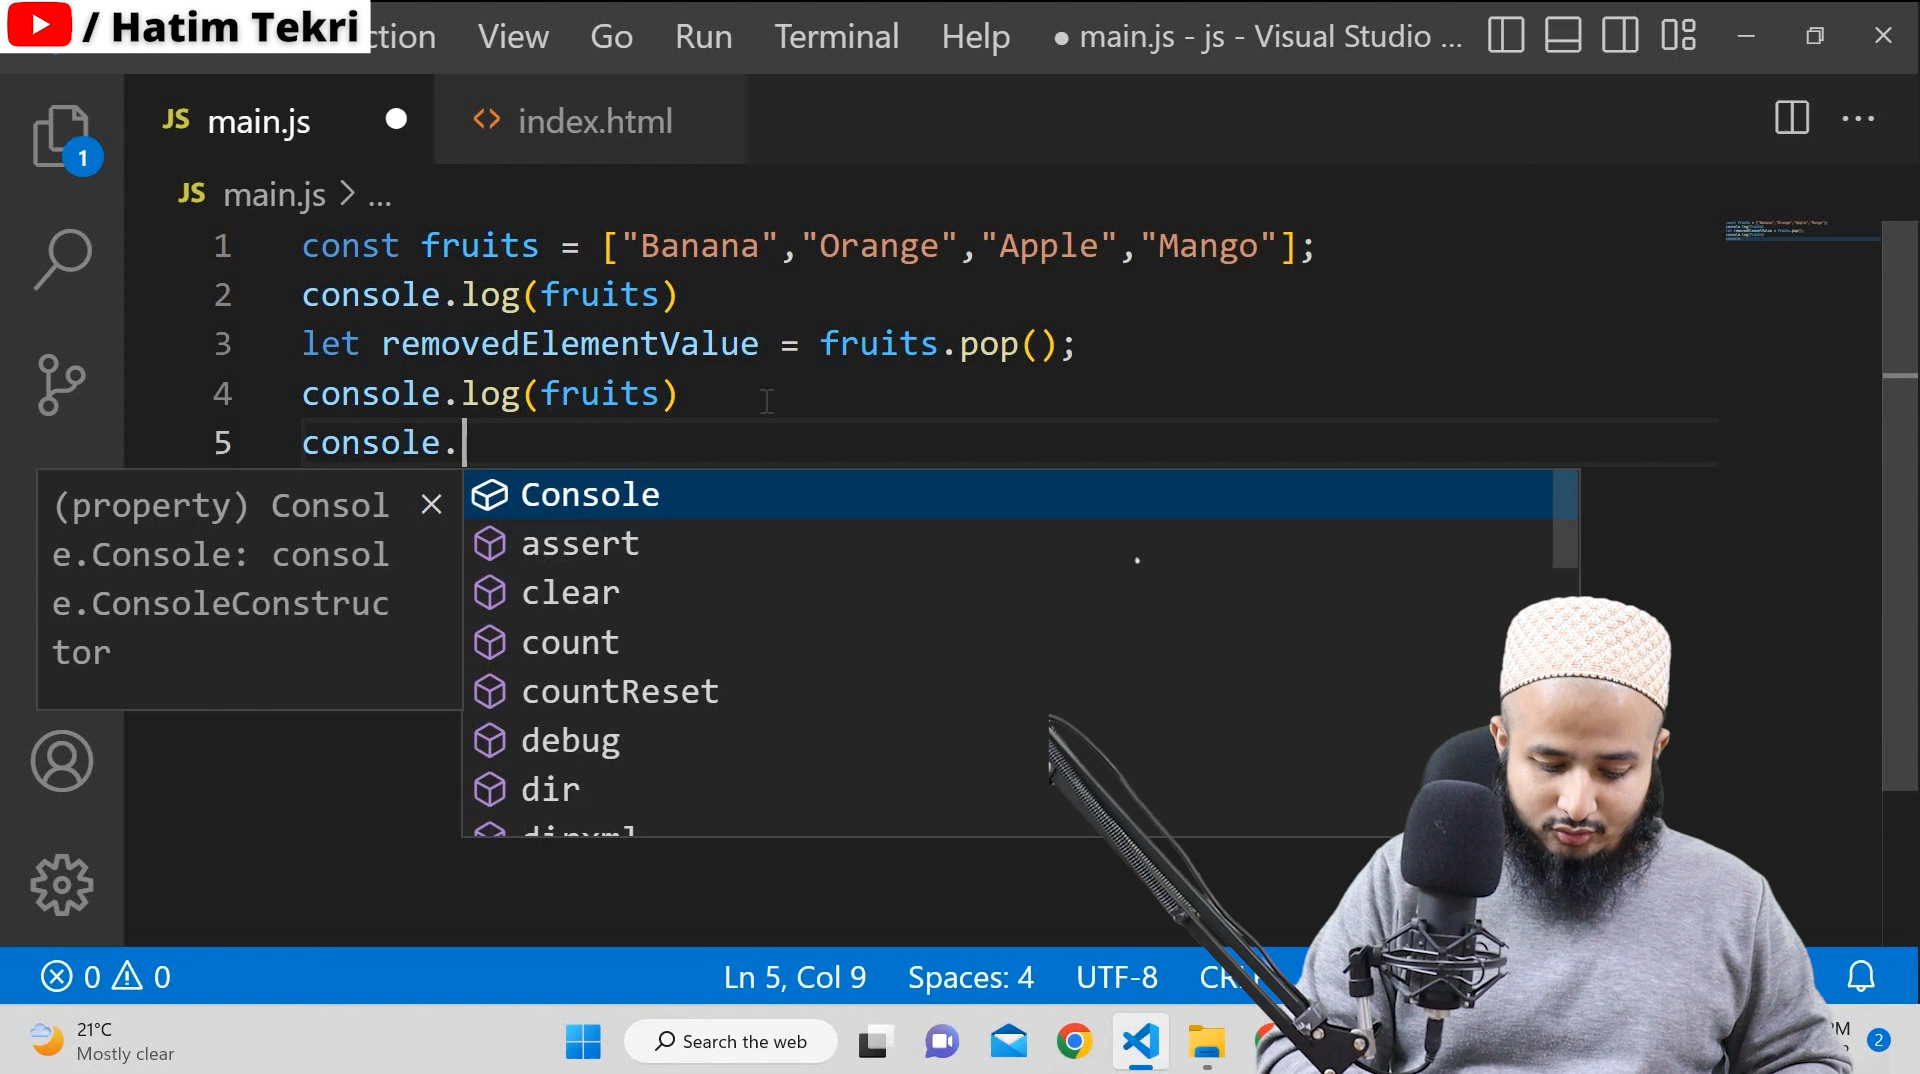 / Hatim Tekri
ction View Go Run Terminal Help ● main.js - js - Visual Studio ...
JS main.js index.html
JS main.js > ...
1 const fruits = ["Banana","Orange","Apple","Mango"];
2 console.log(fruits)
3 let removedElementValue = fruits.pop();
4 console.log(fruits)
5 console.
(property) Consol
e.Console: consol
e.ConsoleConstruc
tor
Console
assert
clear
count
countReset
debug
dir
dirxml
1
0 0 Ln 5, Col 9 Spaces: 4 UTF-8
21°C
Mostly clear
Search the web
2